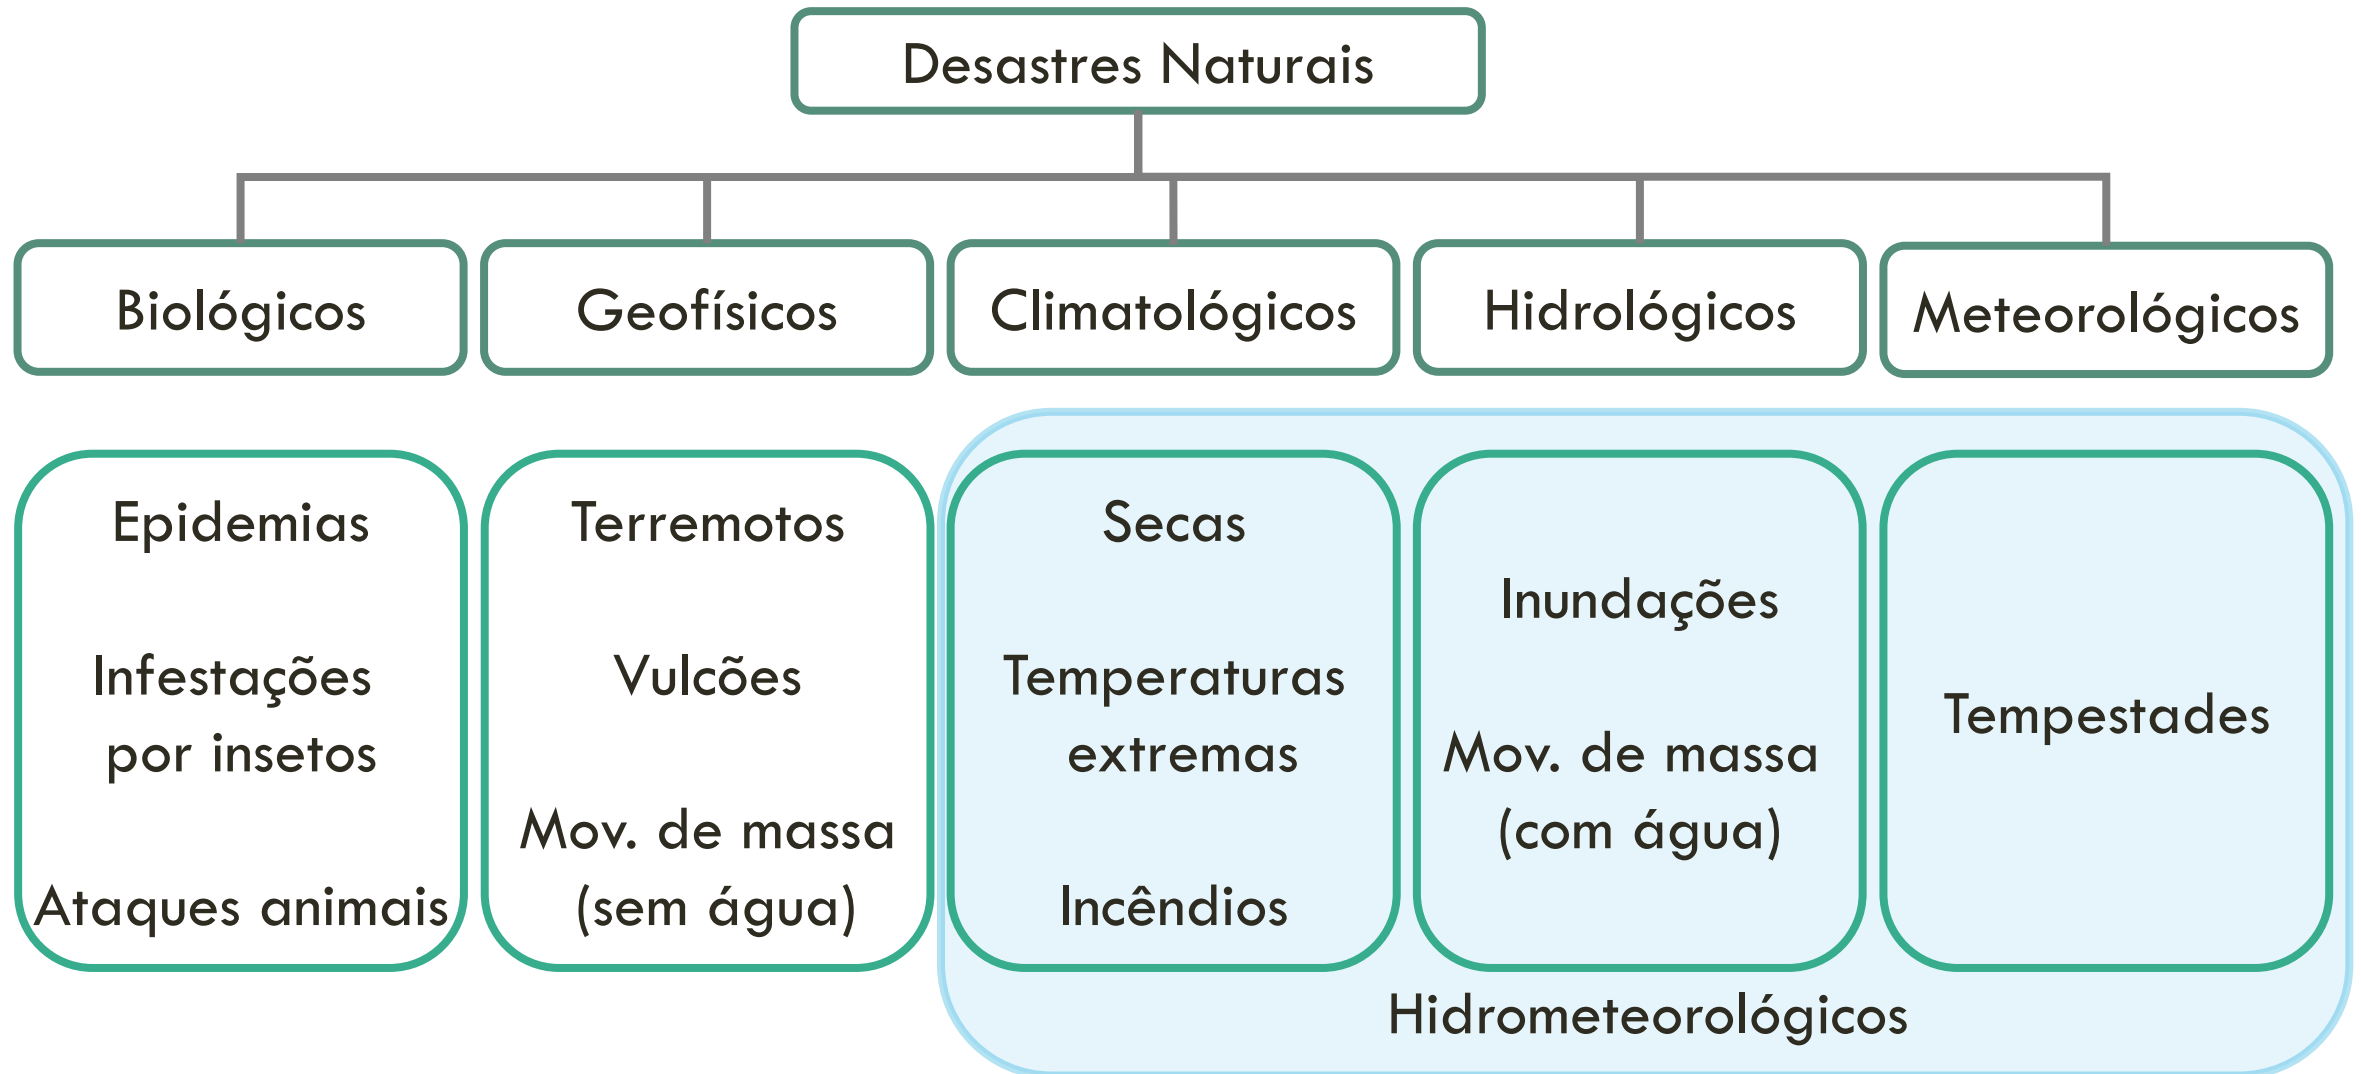 Desastres Naturais
Biológicos
Geofísicos
Climatológicos
Hidrológicos
Meteorológicos
Epidemias
Infestações
por insetos
Ataques animais
Terremotos
Vulcões
Mov. de massa
(sem água)
Secas
Temperaturas
extremas
Incêndios
Inundações
Mov. de massa
(com água)
Tempestades
Hidrometeorológicos